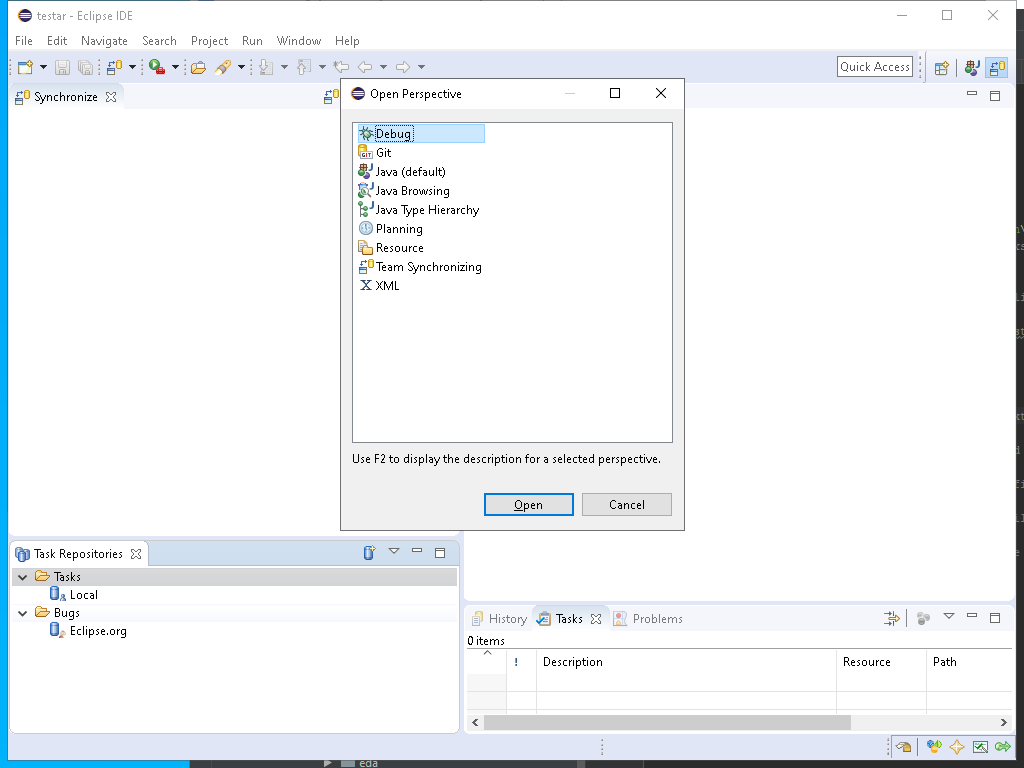 testar - Eclipse IDE
File Edit Navigate Search Project Run Window Help
Quick Access
Synchronize
Open Perspective
Debug
Git
Java (default)
Java Browsing
Java Type Hierarchy
Planning
Resource
Team Synchronizing
XML
Use F2 to display the description for a selected perspective.
Open Cancel
Task Repositories
Tasks
Local
Bugs
Eclipse.org
History Tasks Problems
0 items
! Description Resource Path
eda